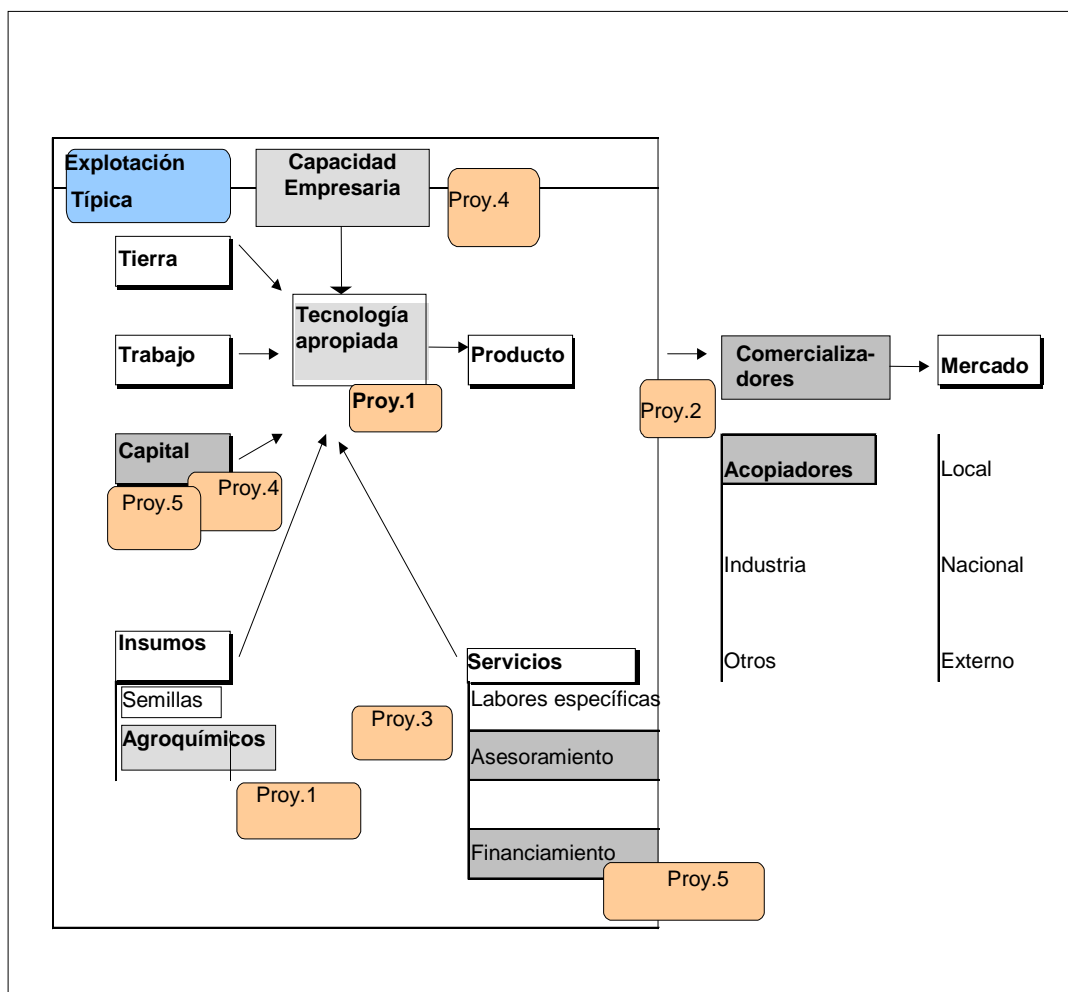 Explotación
Típica
Capacidad
Empresaria
Proy.4
Tierra
Tecnología
apropiada
Trabajo
Producto
Comercializa-
dores
Mercado
Proy.1
Proy.2
Capital
Proy.4
Proy.5
Acopiadores
Local
Industria
Nacional
Insumos
Servicios
Otros
Externo
Semillas
Labores específicas
Proy.3
Agroquímicos
Asesoramiento
Proy.1
Financiamiento
Proy.5